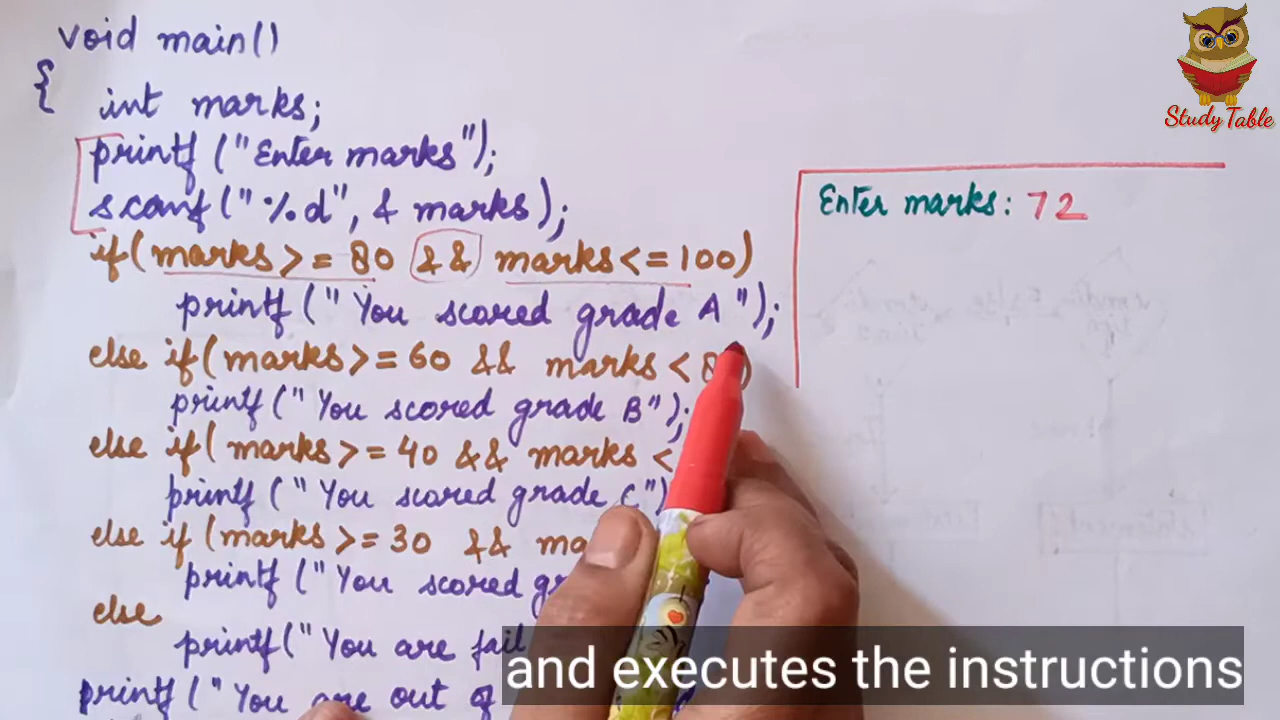 void main()
{ int marks;
printf ("Enter marks");
scanf ("%d", & marks);
if( marks >= 80 && marks <= 100)
printf (" You scored grade A");
else if( marks >= 60 && marks < 8
printf (" You scored grade B");
else if( marks >= 40 && marks <
printf (" You scored grade C")
else if (marks >= 30 &&
printf (" You scored
else
printf(" You are fail
printf (" You are out of
Enter marks: 72
Study Table
and executes the instructions